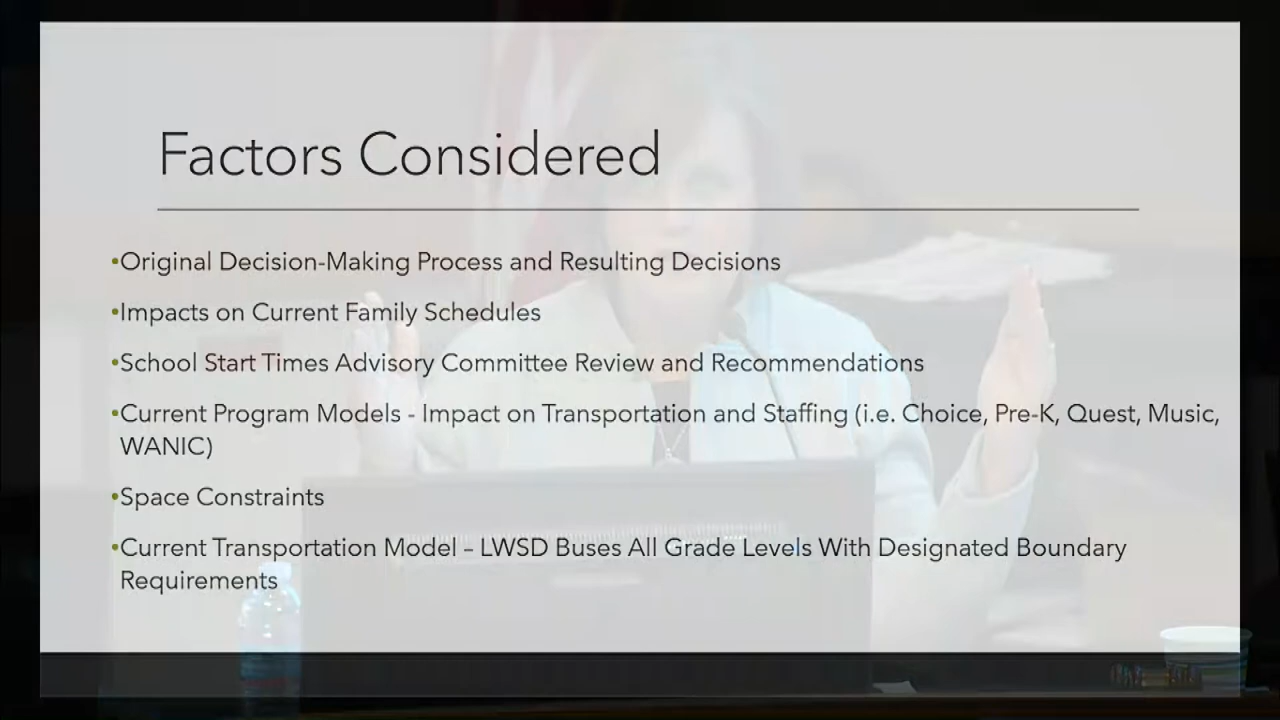 Factors Considered
•Original Decision-Making Process and Resulting Decisions
•Impacts on Current Family Schedules
•School Start Times Advisory Committee Review and Recommendations
•Current Program Models - Impact on Transportation and Staffing (i.e. Choice, Pre-K, Quest, Music,
WANIC)
•Space Constraints
•Current Transportation Model – LWSD Buses All Grade Levels With Designated Boundary
Requirements